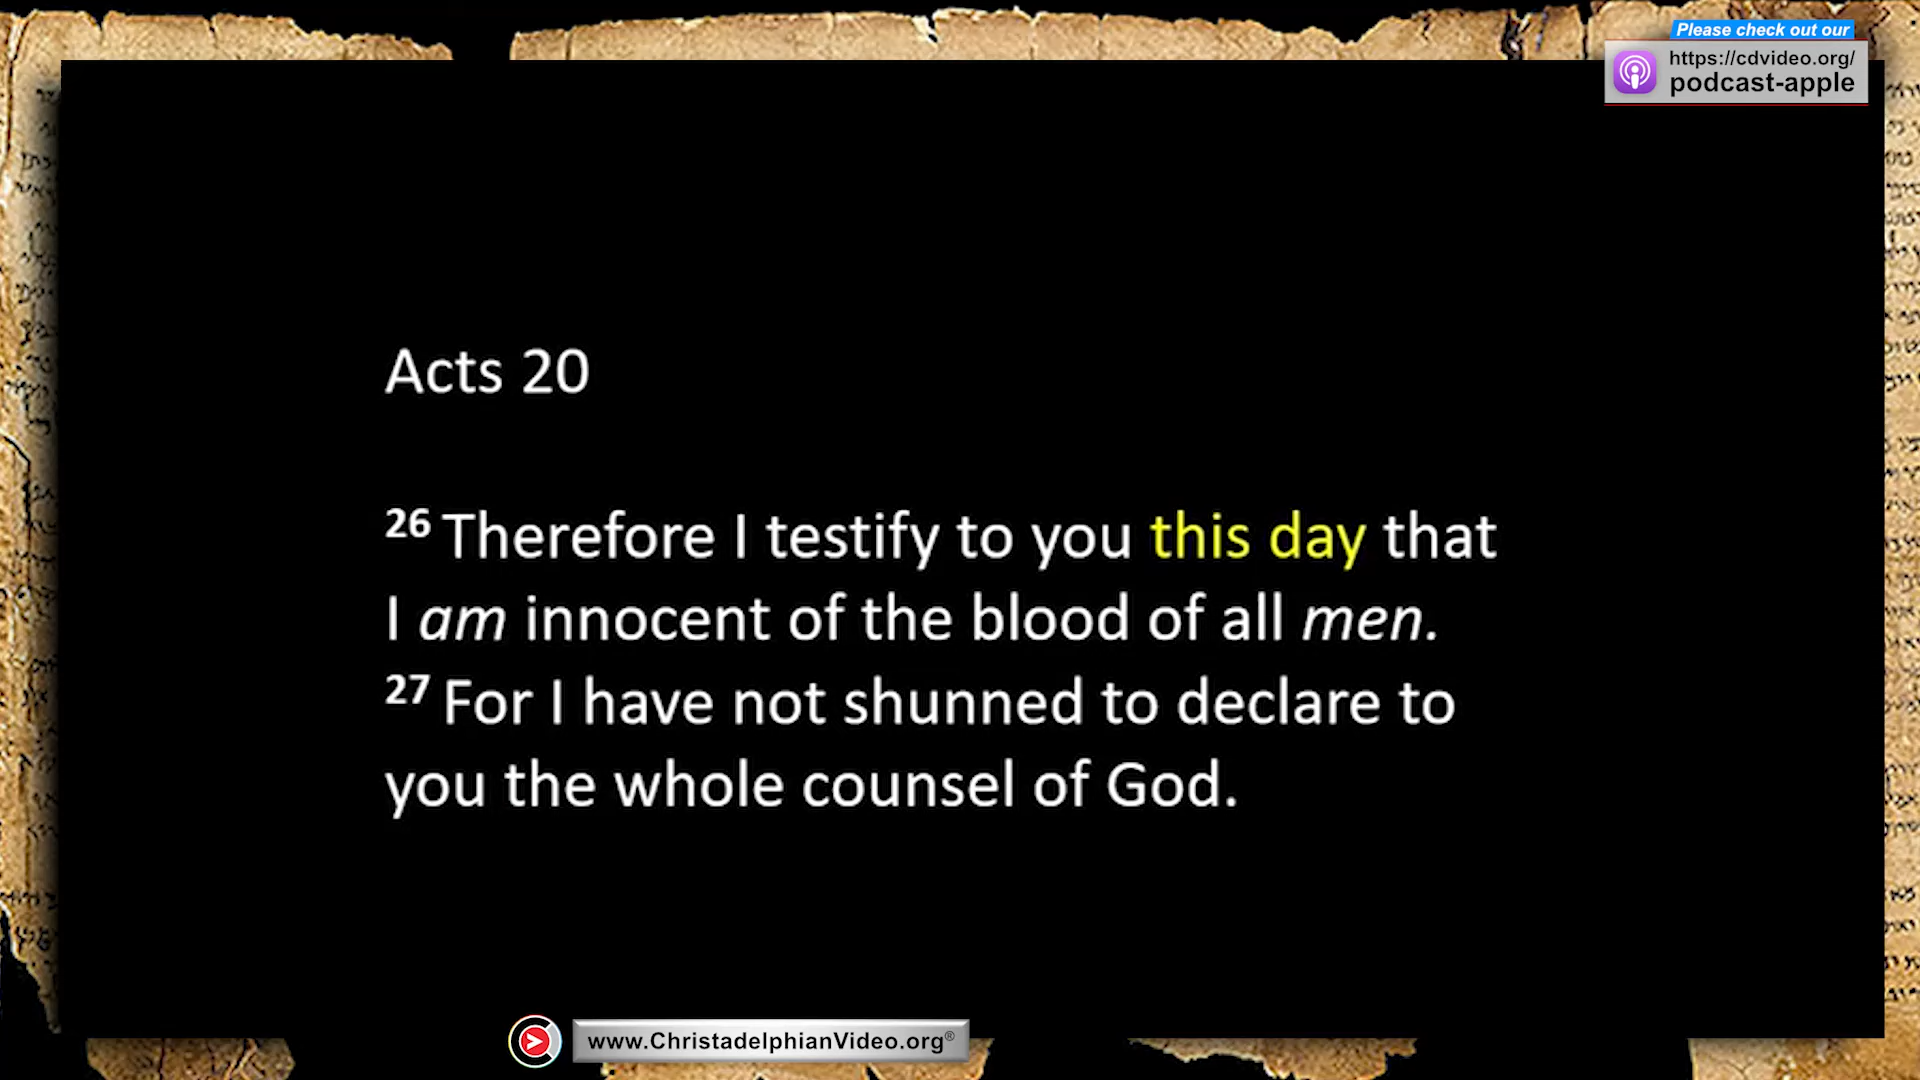 Please check out our
https://cdvideo.org/
podcast-apple
Acts 20
26 Therefore I testify to you this day that
I am innocent of the blood of all men.
27 For I have not shunned to declare to
you the whole counsel of God.
www.ChristadelphianVideo.org®